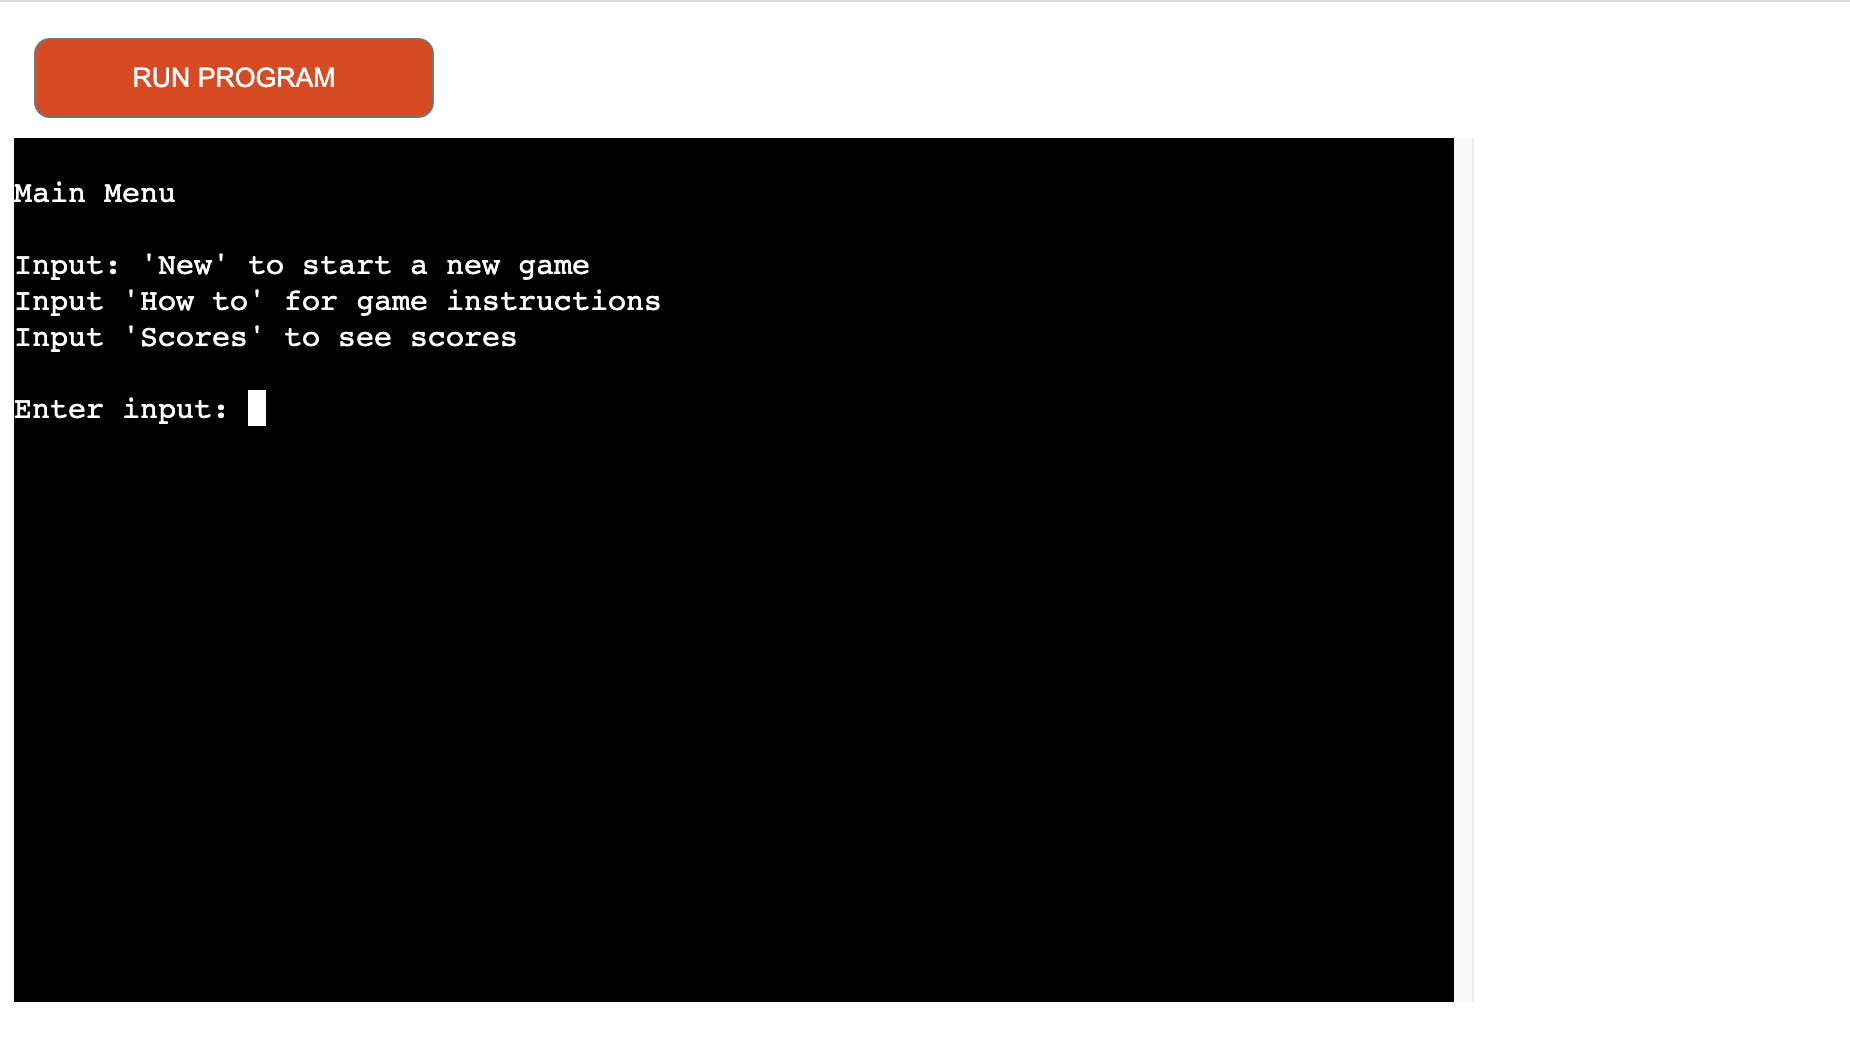 RUN PROGRAM
Main Menu
Input: 'New' to start a new game
Input 'How to' for game instructions
Input 'Scores' to see scores
Enter input: